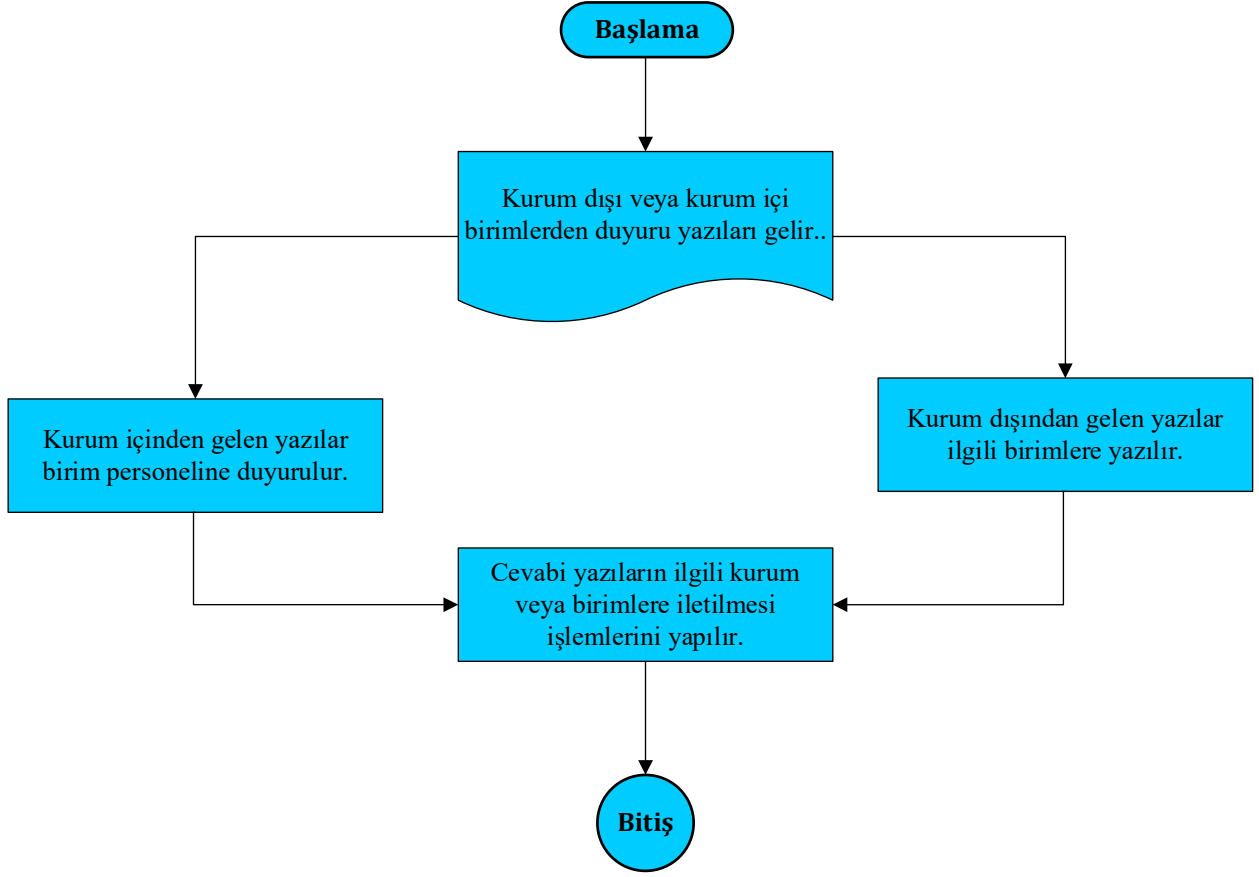 Başlama
Kurum dışı veya kurum içi
birimlerden duyuru yazıları gelir..
Kurum içinden gelen yazılar
birim personeline duyurulur.
Kurum dışından gelen yazılar
ilgili birimlere yazılır.
Cevabi yazıların ilgili kurum
veya birimlere iletilmesi
işlemlerini yapılır.
Bitiş